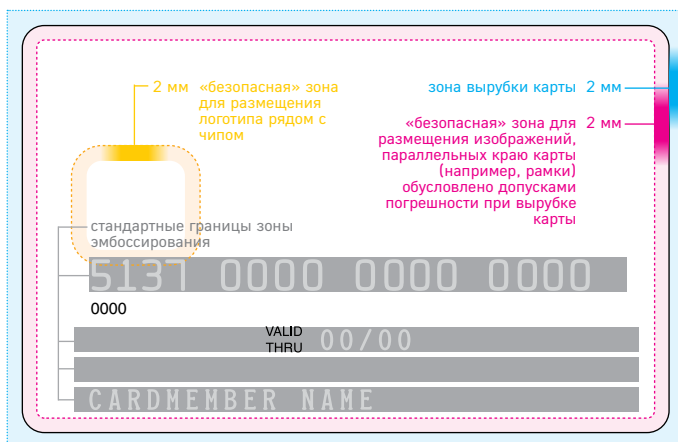 2 мм «безопасная» зона
для размещения
логотипа рядом с
чипом
зона вырубки карты 2 мм
«безопасная» зона для 2 мм
размещения изображений,
параллельных краю карты
(например, рамки)
обусловлено допусками
погрешности при вырубке
карты
стандартные границы зоны
эмбоссирования
5137 0000 0000 0000
0000
VALID
THRU 00/00
CARDMEMBER NAME